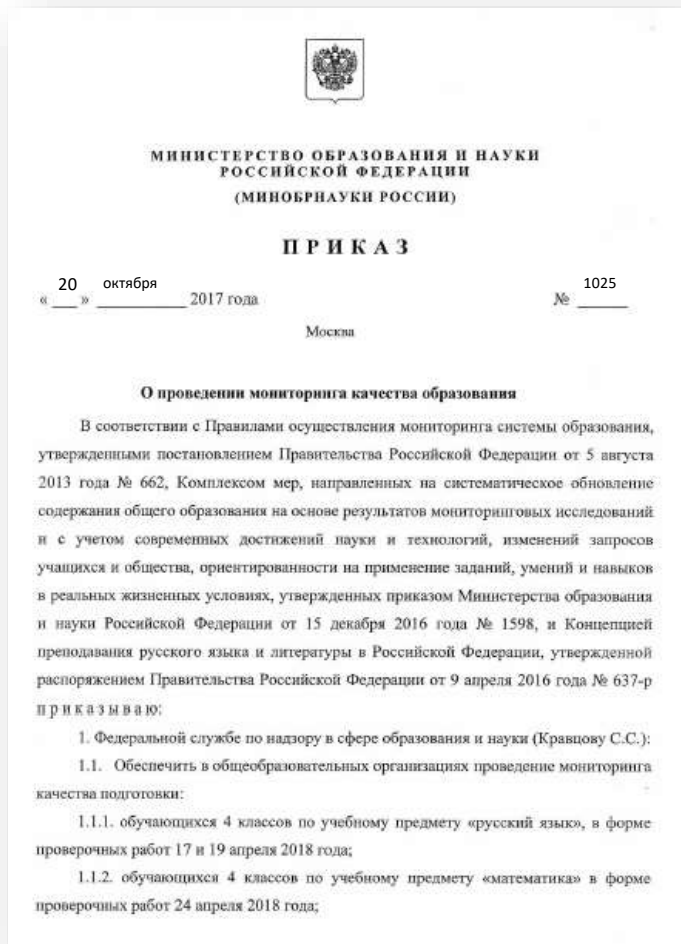 МИНИСТЕРСТВО ОБРАЗОВАНИЯ И НАУКИ
РОССИЙСКОЙ ФЕДЕРАЦИИ
(МИНОБРНАУКИ РОССИИ)
ПРИКАЗ
« 20 » октября 2017 года № 1025
Москва
О проведении мониторинга качества образования
В соответствии с Правилами осуществления мониторинга системы образования,
утвержденными постановлением Правительства Российской Федерации от 5 августа
2013 года № 662, Комплексом мер, направленных на систематическое обновление
содержания общего образования на основе результатов мониторинговых исследований
и с учетом современных достижений науки и технологий, изменений запросов
учащихся и общества, ориентированности на применение заданий, умений и навыков
в реальных жизненных условиях, утвержденных приказом Министерства образования
и науки Российской Федерации от 15 декабря 2016 года № 1598, и Концепцией
преподавания русского языка и литературы в Российской Федерации, утвержденной
распоряжением Правительства Российской Федерации от 9 апреля 2016 года № 637-р
приказываю:
1. Федеральной службе по надзору в сфере образования и науки (Кравцову С.С.):
1.1. Обеспечить в общеобразовательных организациях проведение мониторинга
качества подготовки:
1.1.1. обучающихся 4 классов по учебному предмету «русский язык», в форме
проверочных работ 17 и 19 апреля 2018 года;
1.1.2. обучающихся 4 классов по учебному предмету «математика» в форме
проверочных работ 24 апреля 2018 года;